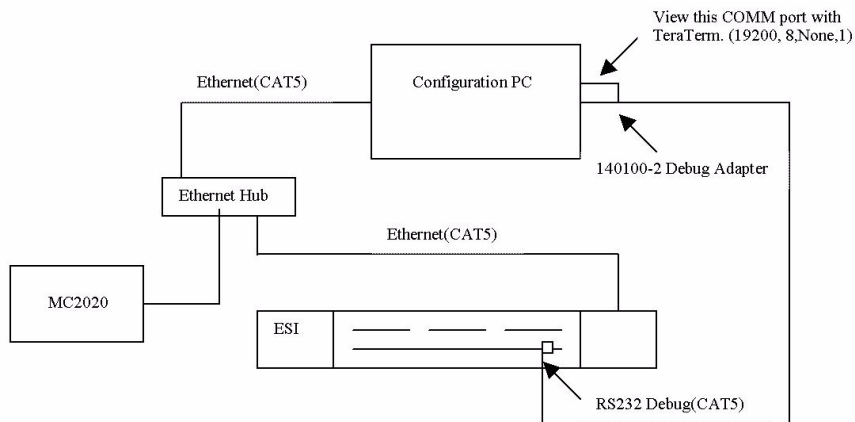 View this COMM port with
TeraTerm. (19200, 8,None,1)
Ethernet(CAT5)
Configuration PC
140100-2 Debug Adapter
Ethernet Hub
Ethernet(CAT5)
MC2020
ESI
RS232 Debug(CAT5)